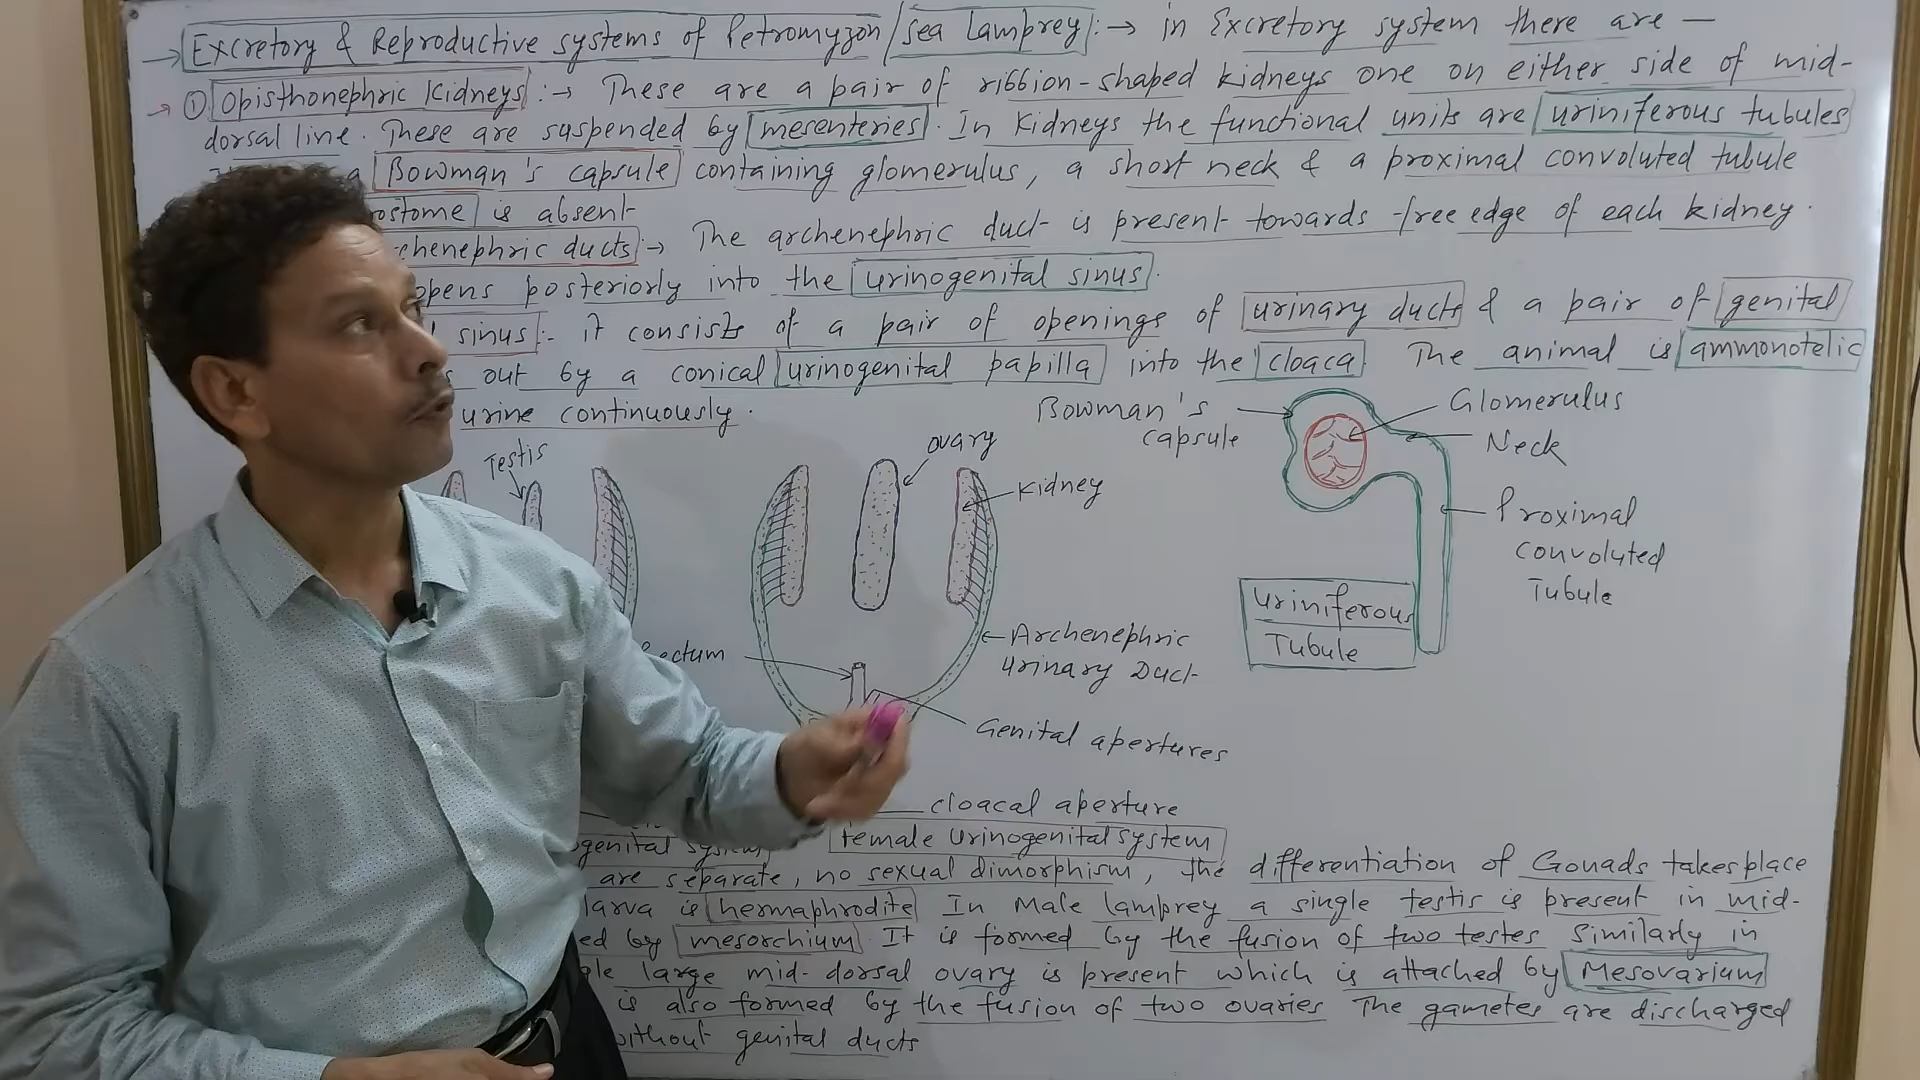 → Excretory & Reproductive systems of Petromyzon/sea Lamprey :→ in Excretory system there are —
→ ① Opisthonephric Kidneys :→ These are a pair of ribbion-shaped kidneys one on either side of mid-
dorsal line. These are suspended by mesenteries. In Kidneys the functional units are uriniferous tubules
a Bowman's capsule containing glomerulus, a short neck & a proximal convoluted tubule
ostome is absent
chenephric ducts :→ The archenephric duct is present towards free edge of each kidney.
opens posteriorly into the urinogenital sinus.
sinus :- it consists of a pair of openings of urinary ducts & a pair of genital
out by a conical urinogenital papilla into the cloaca The animal is ammonotelic
urine continuously.
Testis
ovary
Kidney
Rectum
Archenephric
urinary Duct
Genital apertures
cloacal aperture
genital system
Female Urinogenital system
Bowman's
capsule
Glomerulus
Neck
Proximal
convoluted
Tubule
Uriniferous
Tubule
are separate, no sexual dimorphism, the differentiation of Gonads takes place
larva is hermaphrodite In Male lamprey a single testis is present in mid-
ed by mesorchium. It is formed by the fusion of two testes Similarly in
gle large mid-dorsal ovary is present which is attached by Mesovarium
is also formed by the fusion of two ovaries The gametes are discharged
without genital ducts